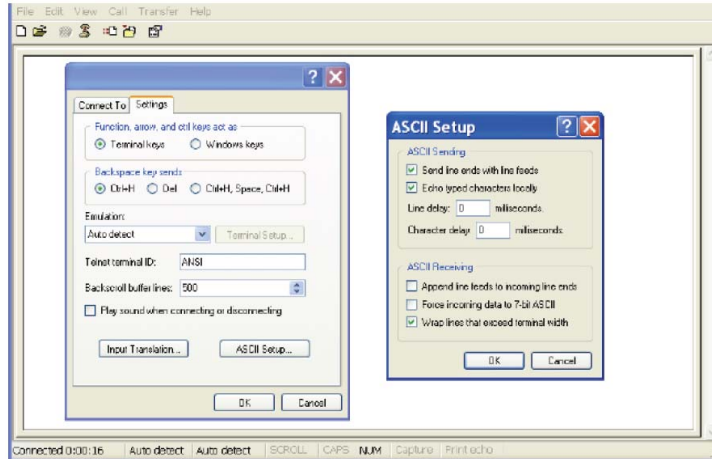 File Edit View Call Transfer Help
Connect To Settings
Function, arrow, and ctrl keys act as
Terminal keys Windows keys
Backspace key sends
Ctrl+H Del Ctrl+H, Space, Ctrl+H
Emulation:
Auto detect Terminal Setup...
Telnet terminal ID: ANSI
Backscroll buffer lines: 500
Play sound when connecting or disconnecting
Input Translation... ASCII Setup...
OK Cancel
ASCII Setup
ASCII Sending
Send line ends with line feeds
Echo typed characters locally
Line delay: 0 milliseconds.
Character delay: 0 milliseconds.
ASCII Receiving
Append line feeds to incoming line ends
Force incoming data to 7-bit ASCII
Wrap lines that exceed terminal width
OK Cancel
Connected 0:00:16 Auto detect Auto detect SCROLL CAPS NUM Capture Print echo